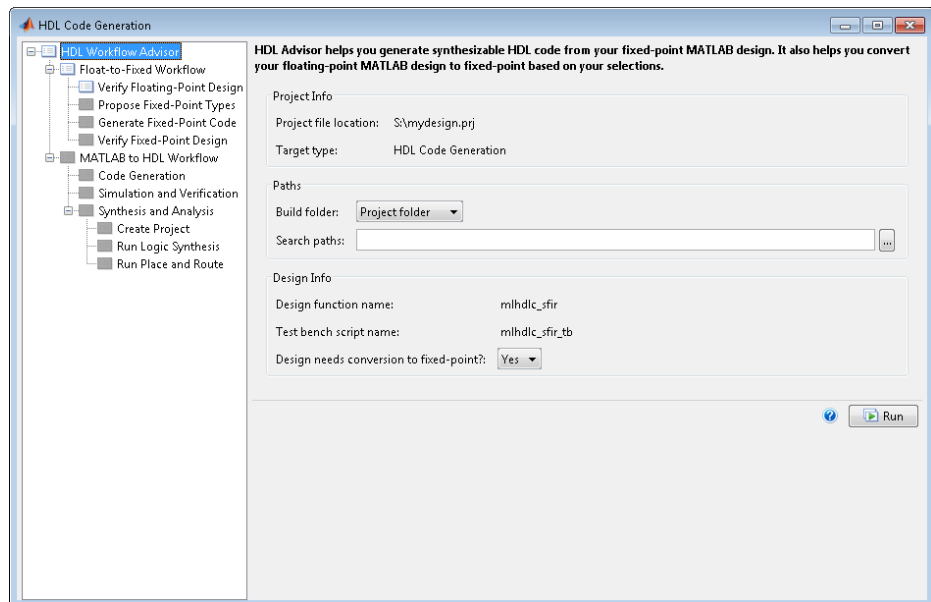 HDL Code Generation
HDL Workflow Advisor
Float-to-Fixed Workflow
Verify Floating-Point Design
Propose Fixed-Point Types
Generate Fixed-Point Code
Verify Fixed-Point Design
MATLAB to HDL Workflow
Code Generation
Simulation and Verification
Synthesis and Analysis
Create Project
Run Logic Synthesis
Run Place and Route
HDL Advisor helps you generate synthesizable HDL code from your fixed-point MATLAB design. It also helps you convert
your floating-point MATLAB design to fixed-point based on your selections.
Project Info
Project file location: S:\mydesign.prj
Target type: HDL Code Generation
Paths
Build folder: Project folder
Search paths: ...
Design Info
Design function name: mlhdlc_sfir
Test bench script name: mlhdlc_sfir_tb
Design needs conversion to fixed-point?: Yes
? Run